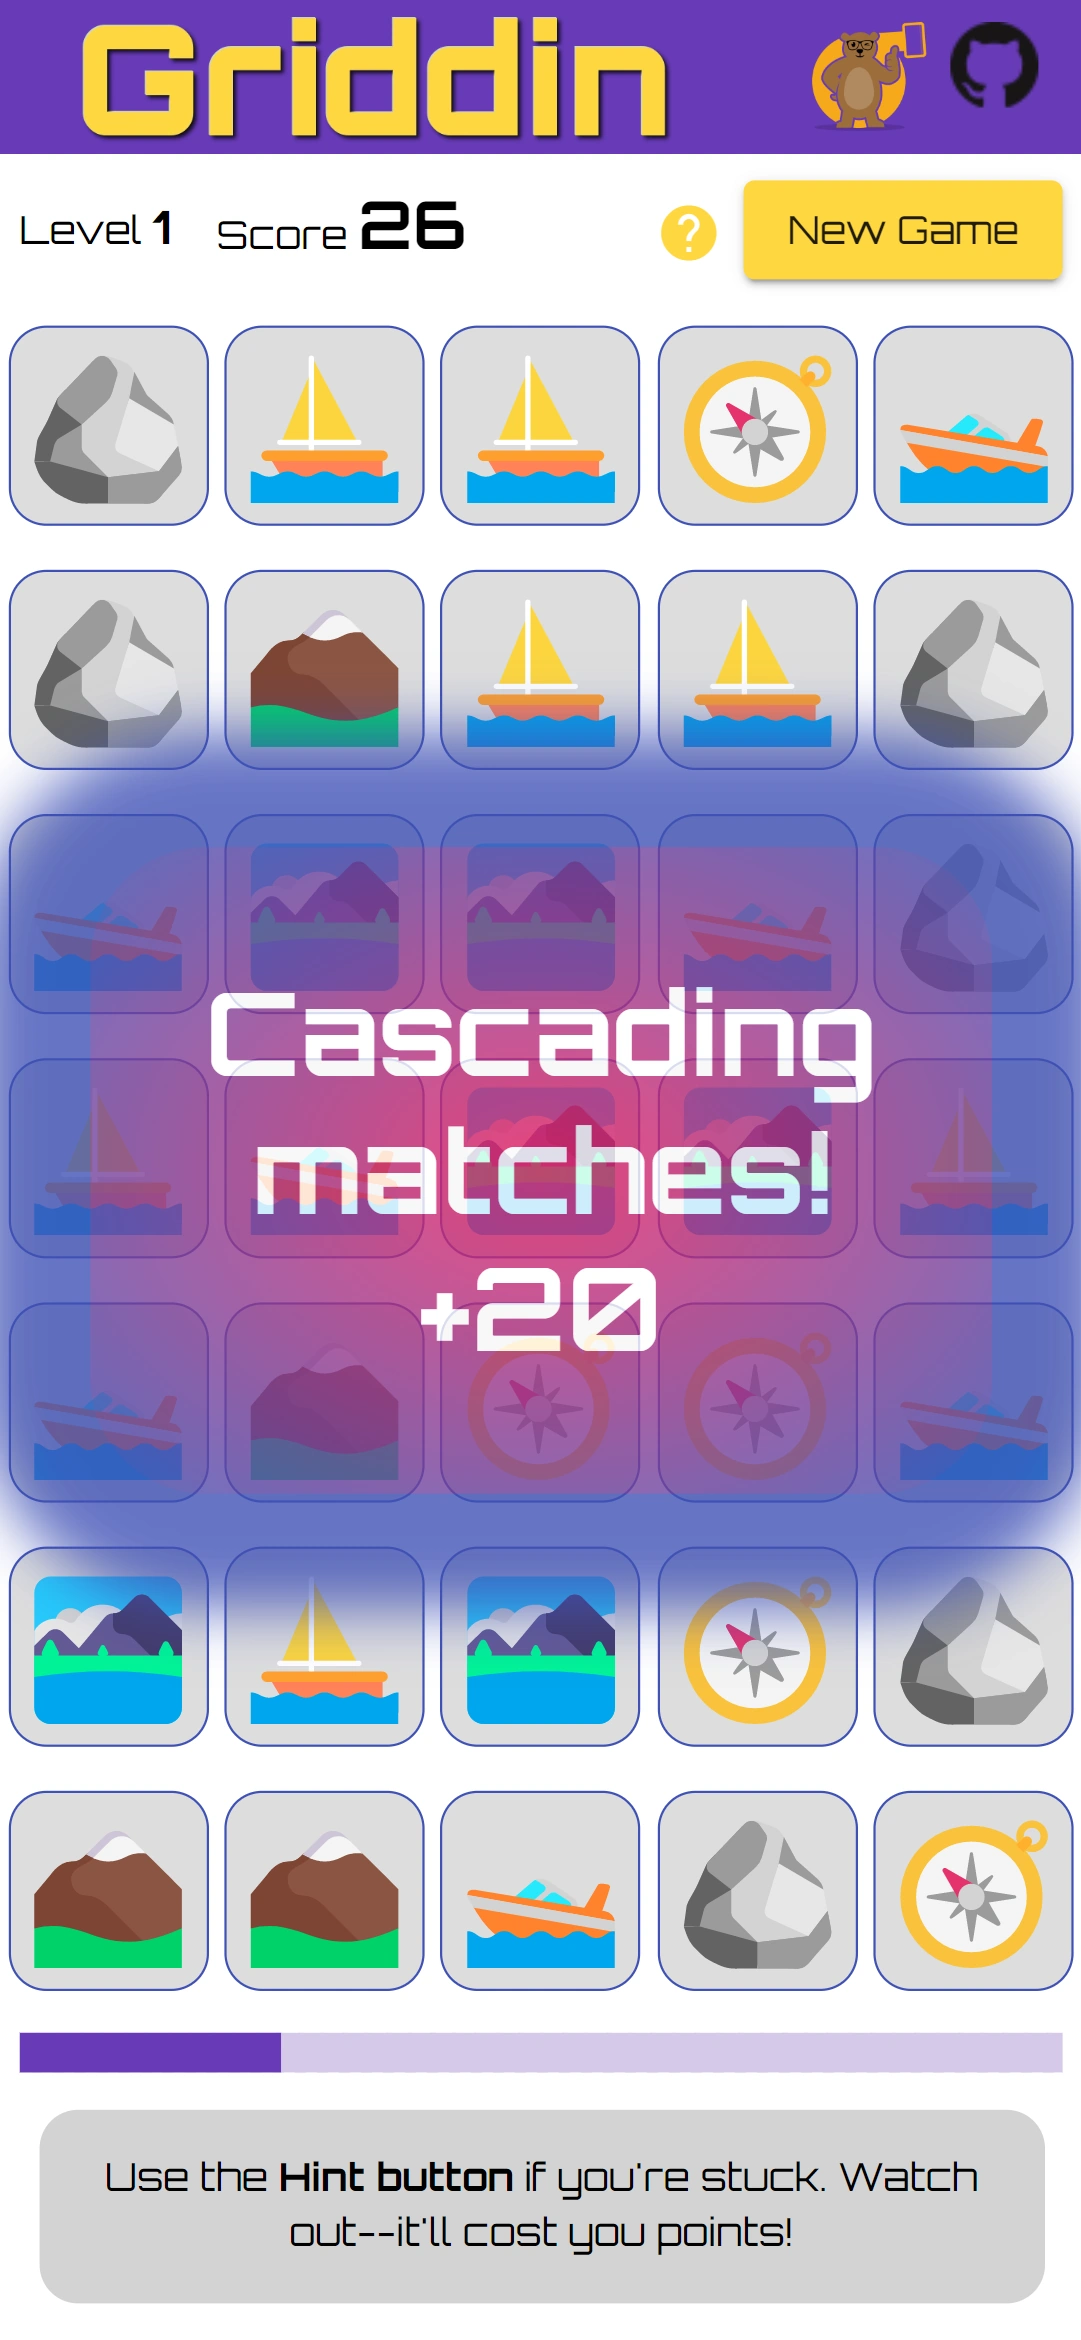 Griddin
Level 1 Score 26 ? New Game
Cascading
matches!
+20
Use the Hint button if you're stuck. Watch
out--it'll cost you points!